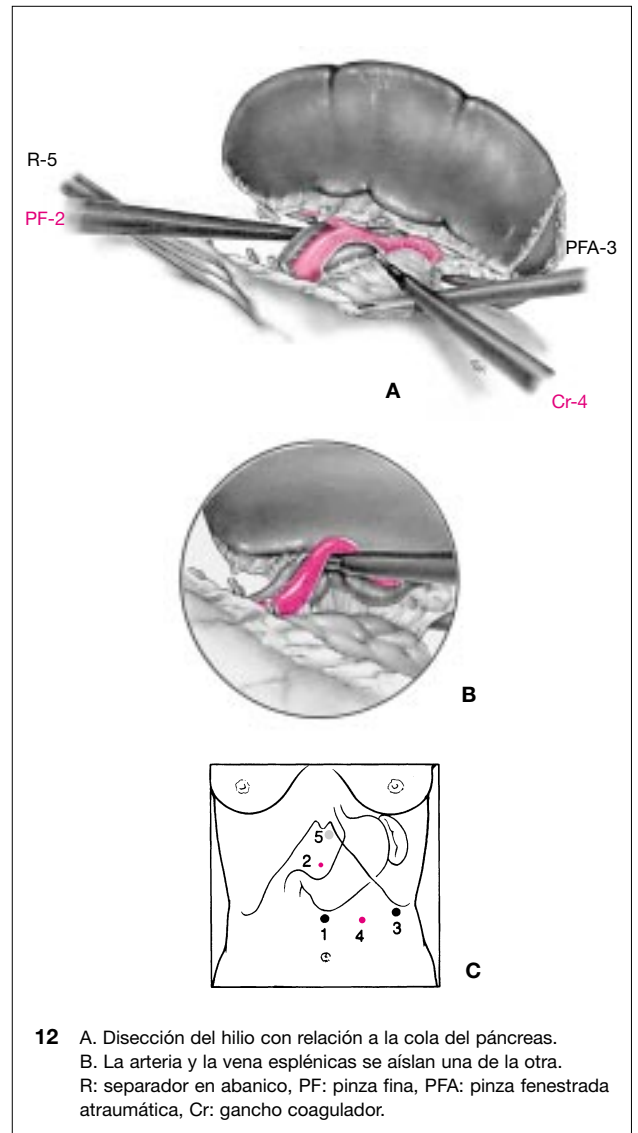 R-5
PF-2
PFA-3
A
Cr-4
B
5
2
1
4
3
C
12 A. Disección del hilio con relación a la cola del páncreas.
B. La arteria y la vena esplénicas se aíslan una de la otra.
R: separador en abanico, PF: pinza fina, PFA: pinza fenestrada
atraumática, Cr: gancho coagulador.